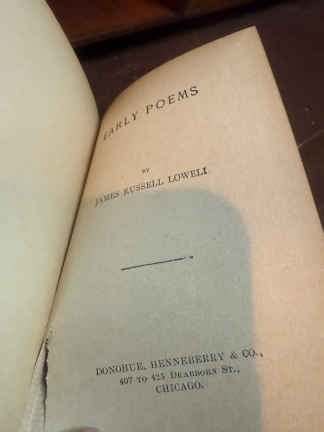 EARLY POEMS
BY
JAMES RUSSELL LOWELL
DONOHUE, HENNEBERRY & CO.,
407 TO 425 DEARBORN ST.,
CHICAGO.